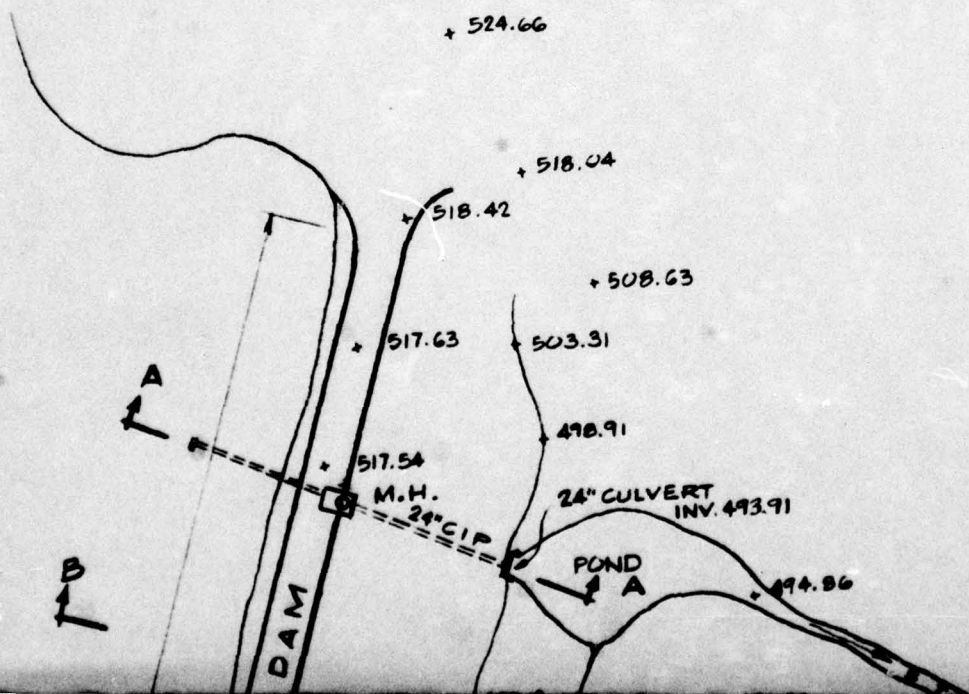 524.66
518.04
518.42
508.63
517.63
503.31
A
498.91
517.54
M.H.
24" CIP
24" CULVERT
INV. 493.91
POND
A
494.86
B
DAM